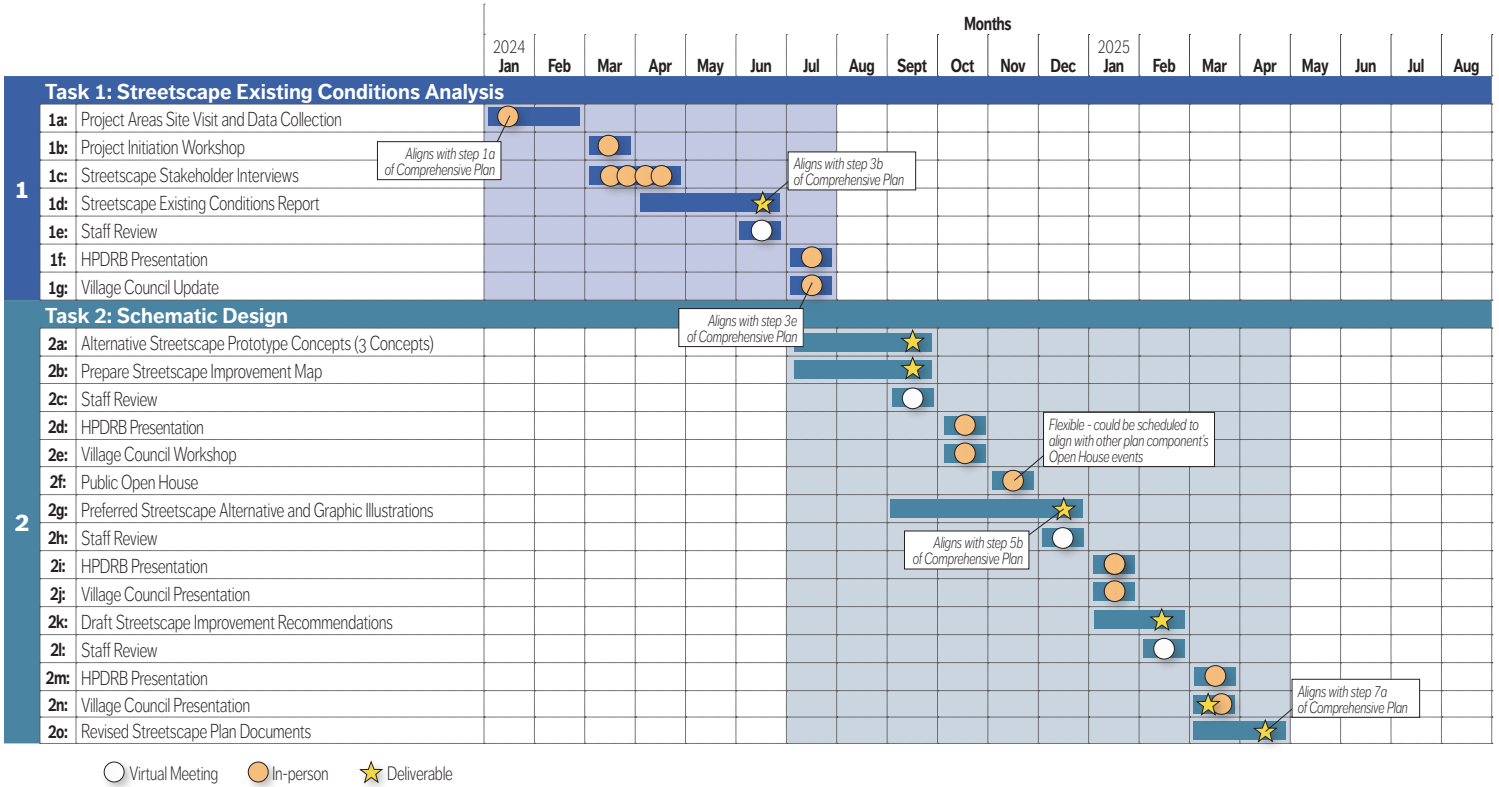 Months
2024
2025
Jan Feb Mar Apr May Jun Jul Aug Sept Oct Nov Dec Jan Feb Mar Apr May Jun Jul Aug
Task 1: Streetscape Existing Conditions Analysis
1
1a: Project Areas Site Visit and Data Collection
1b: Project Initiation Workshop
Aligns with step 1a
of Comprehensive Plan
1c: Streetscape Stakeholder Interviews
Aligns with step 3b
of Comprehensive Plan
1d: Streetscape Existing Conditions Report
1e: Staff Review
1f: HPDRB Presentation
1g: Village Council Update
Task 2: Schematic Design
Aligns with step 3e
of Comprehensive Plan
2
2a: Alternative Streetscape Prototype Concepts (3 Concepts)
2b: Prepare Streetscape Improvement Map
2c: Staff Review
2d: HPDRB Presentation
2e: Village Council Workshop
Flexible - could be scheduled to
align with other plan component's
Open House events
2f: Public Open House
2g: Preferred Streetscape Alternative and Graphic Illustrations
2h: Staff Review
Aligns with step 5b
of Comprehensive Plan
2i: HPDRB Presentation
2j: Village Council Presentation
2k: Draft Streetscape Improvement Recommendations
2l: Staff Review
2m: HPDRB Presentation
2n: Village Council Presentation
Aligns with step 7a
of Comprehensive Plan
2o: Revised Streetscape Plan Documents
Virtual Meeting In-person Deliverable